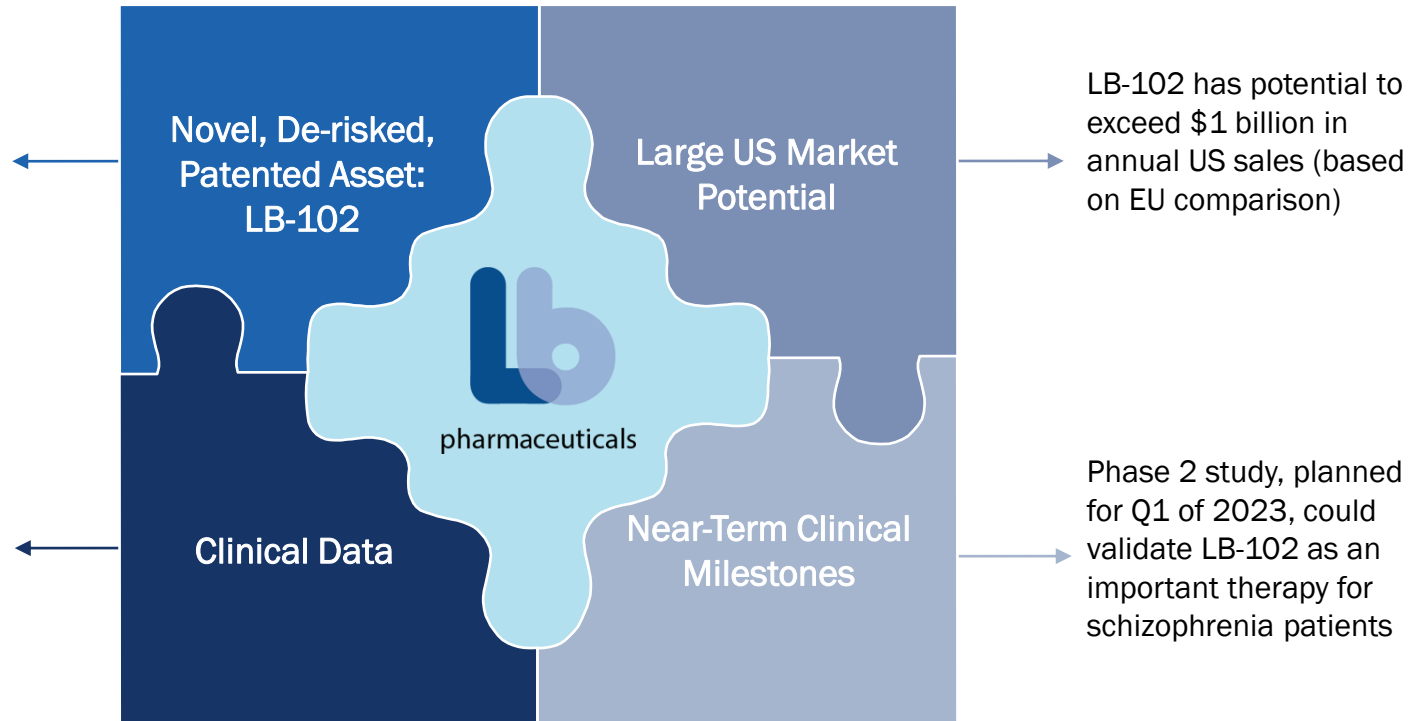 Novel, De-risked,
Patented Asset:
LB-102
Large US Market
Potential
LB-102 has potential to
exceed $1 billion in
annual US sales (based
on EU comparison)
Lb
pharmaceuticals
Clinical Data
Near-Term Clinical
Milestones
Phase 2 study, planned
for Q1 of 2023, could
validate LB-102 as an
important therapy for
schizophrenia patients